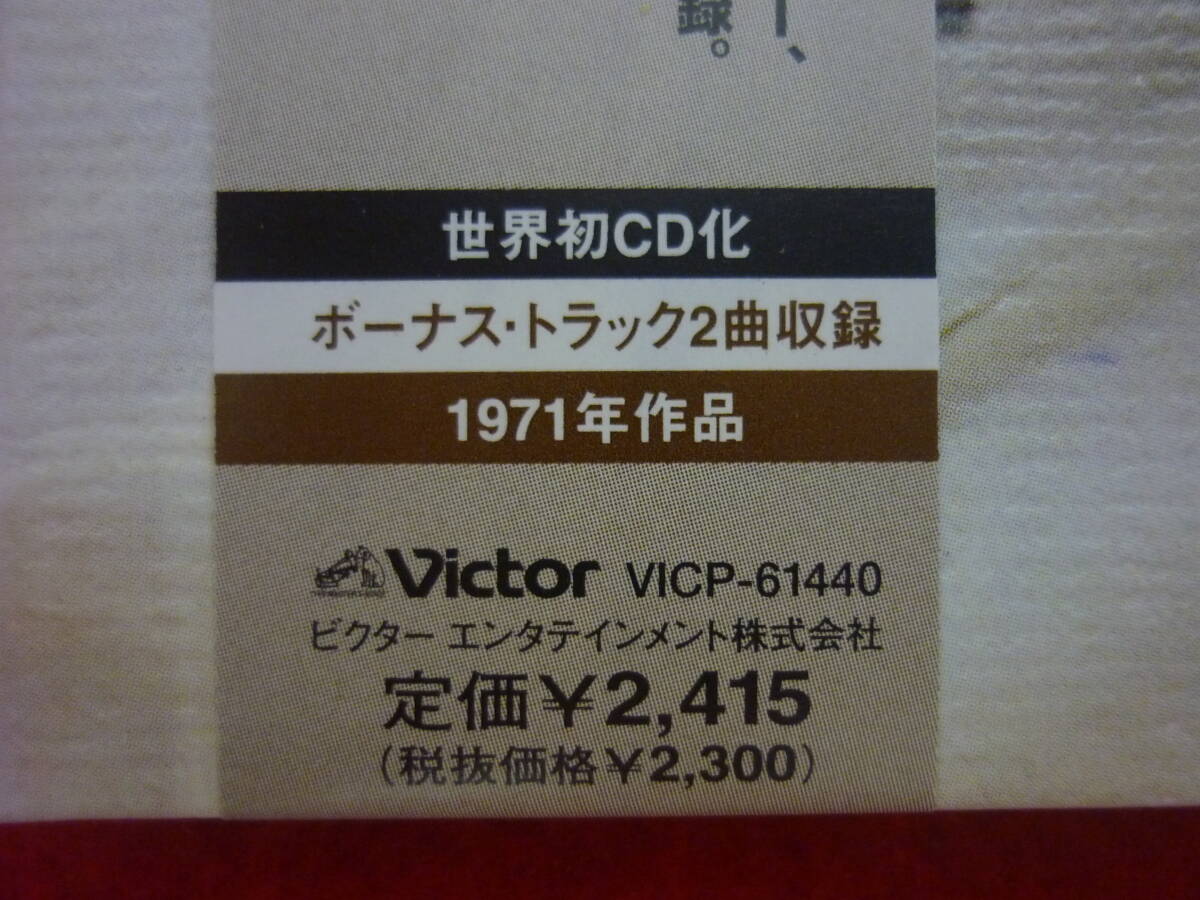 ー、
録。
世界初CD化
ボーナス・トラック2曲収録
1971年作品
Victor VICP-61440
ビクター エンタテインメント株式会社
定価¥2,415
(税抜価格¥2,300)